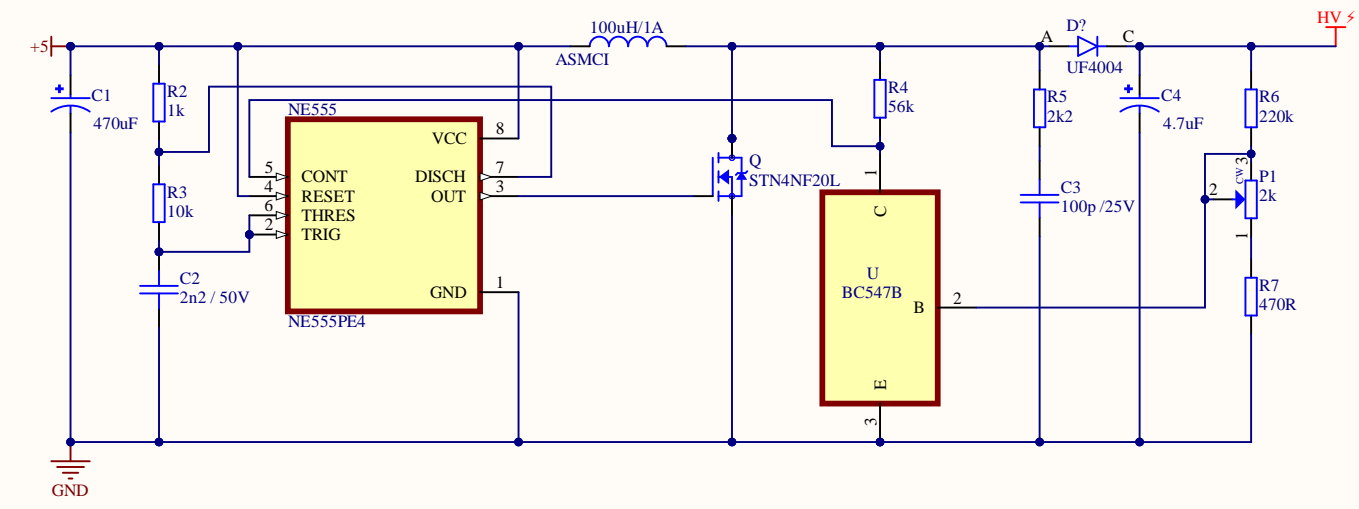 HV ⚡
+5
100uH/1A
ASMCI
D?
A
C
UF4004
C1
470uF
R2
1k
NE555
VCC
8
5
CONT
DISCH
7
4
RESET
OUT
3
6
THRES
2
TRIG
GND
1
NE555PE4
R3
10k
C2
2n2 / 50V
Q
STN4NF20L
R4
56k
1
C
U
BC547B
B
2
E
3
R5
2k2
C3
100p /25V
C4
4.7uF
R6
220k
3
CW
P1
2k
2
1
R7
470R
GND